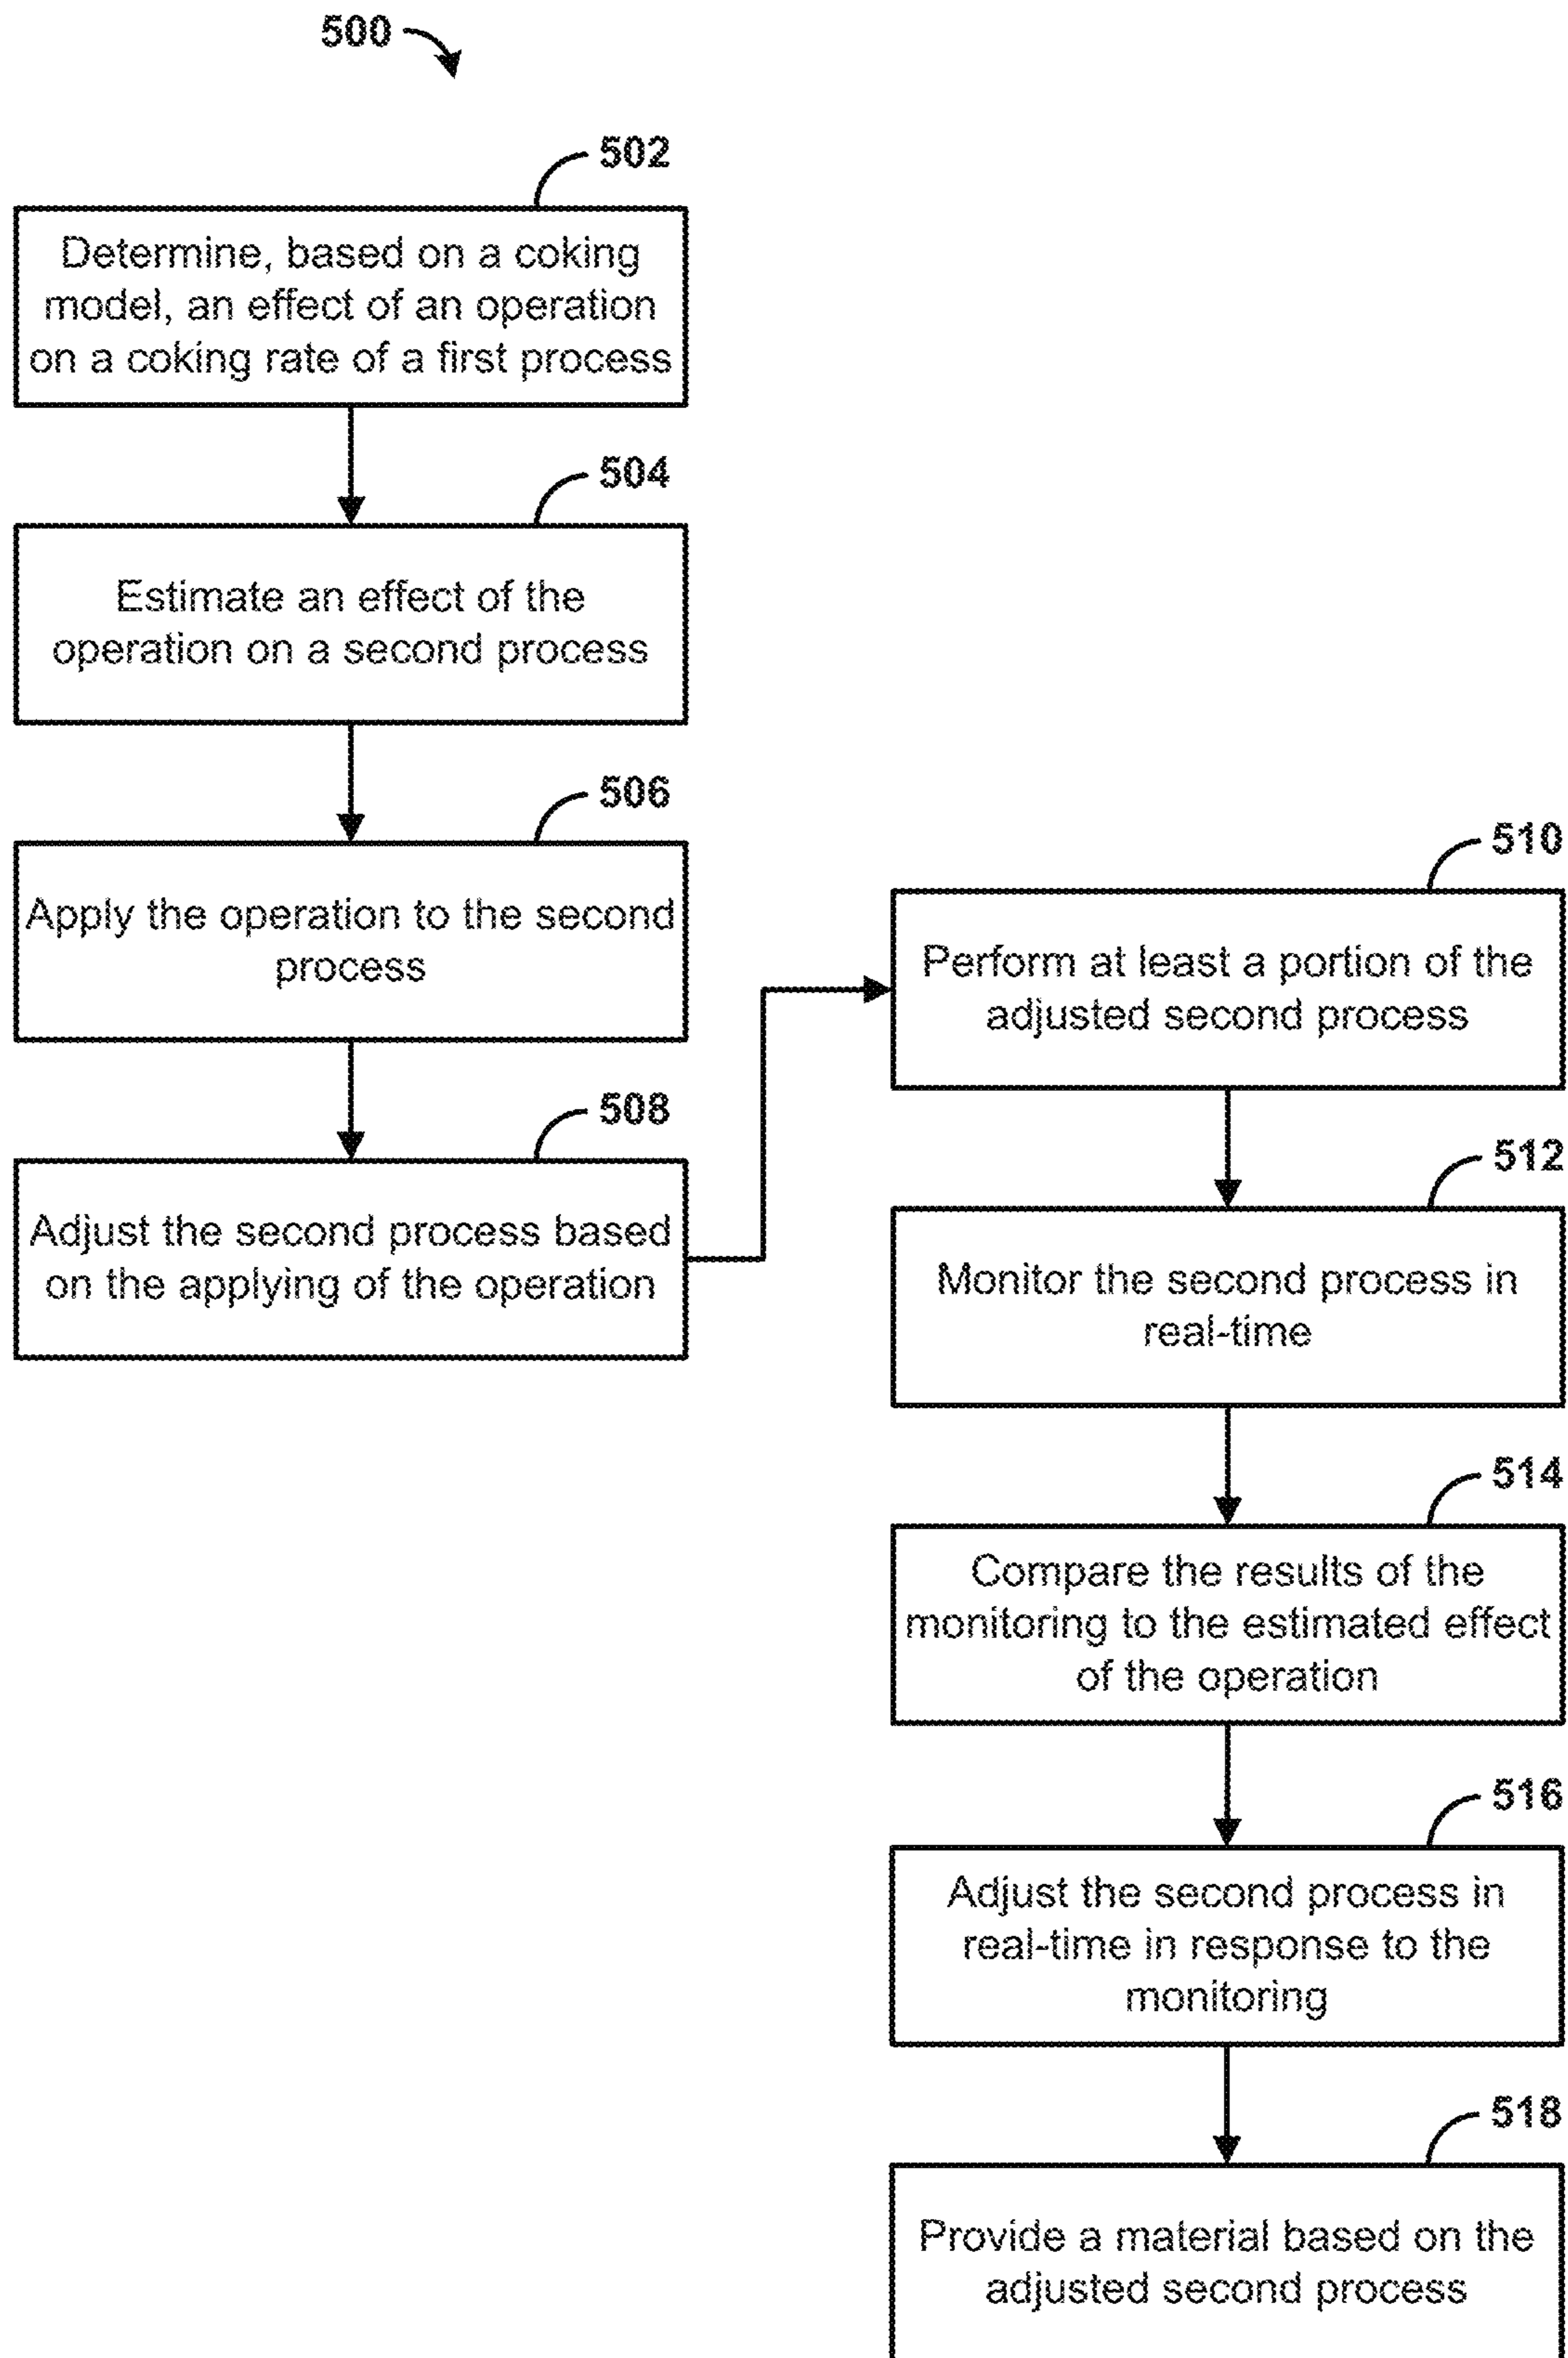 500
502
Determine, based on a coking
model, an effect of an operation
on a coking rate of a first process
504
Estimate an effect of the
operation on a second process
506
Apply the operation to the second
process
508
Adjust the second process based
on the applying of the operation
510
Perform at least a portion of the
adjusted second process
512
Monitor the second process in
real-time
514
Compare the results of the
monitoring to the estimated effect
of the operation
516
Adjust the second process in
real-time in response to the
monitoring
518
Provide a material based on the
adjusted second process